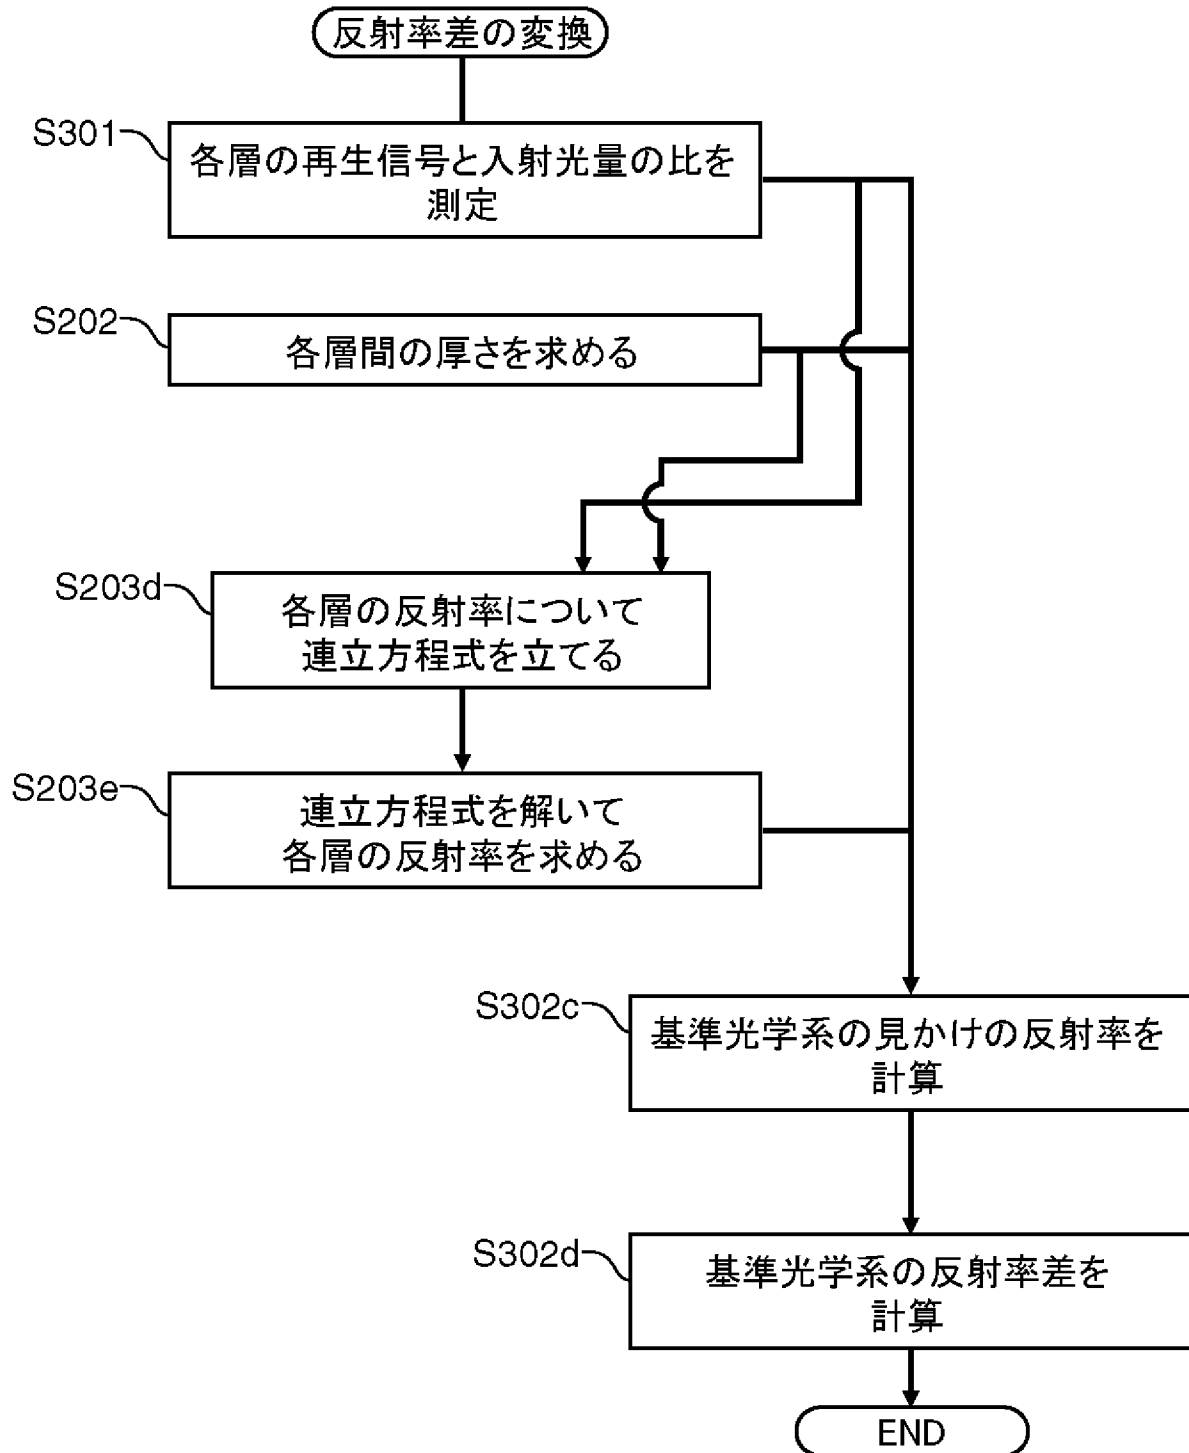 反射率差の変換
S301
各層の再生信号と入射光量の比を
測定
S202
各層間の厚さを求める
S203d
各層の反射率について
連立方程式を立てる
S203e
連立方程式を解いて
各層の反射率を求める
S302c
基準光学系の見かけの反射率を
計算
S302d
基準光学系の反射率差を
計算
END